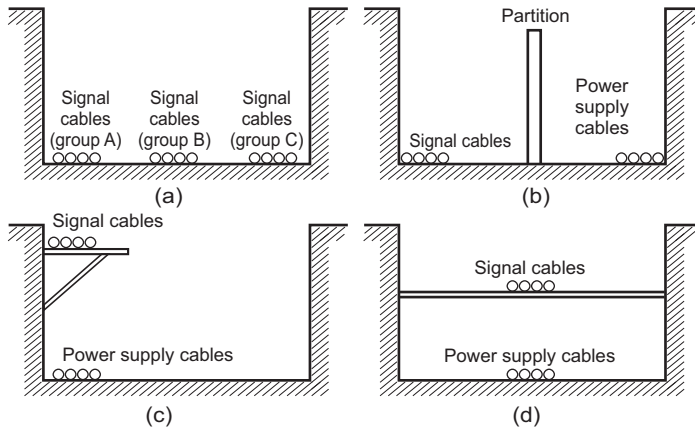 Signal
cables
(group A)
Signal
cables
(group B)
Signal
cables
(group C)
(a)
Partition
Power
supply
cables
Signal cables
(b)
Signal cables
Power supply cables
(c)
Signal cables
Power supply cables
(d)